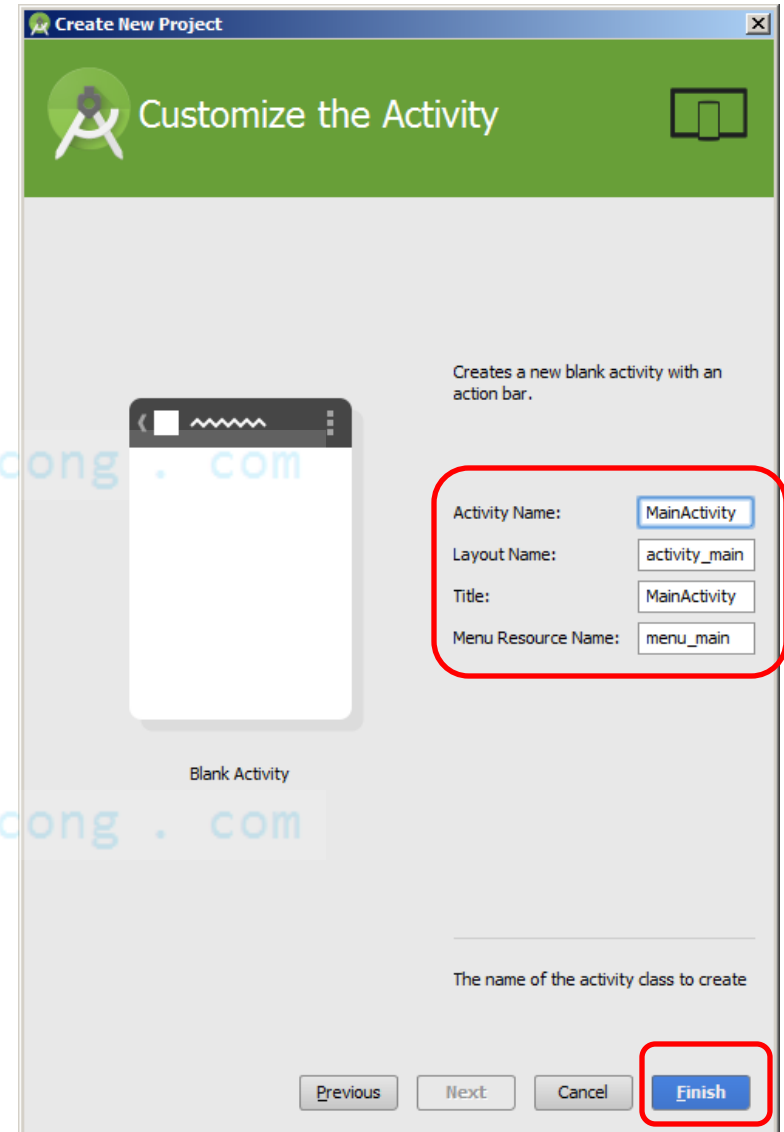 Create New Project
Customize the Activity
Creates a new blank activity with an
action bar.
cong . com
Activity Name: MainActivity
Layout Name: activity_main
Title: MainActivity
Menu Resource Name: menu_main
Blank Activity
cong . com
The name of the activity class to create
Previous Next Cancel Finish